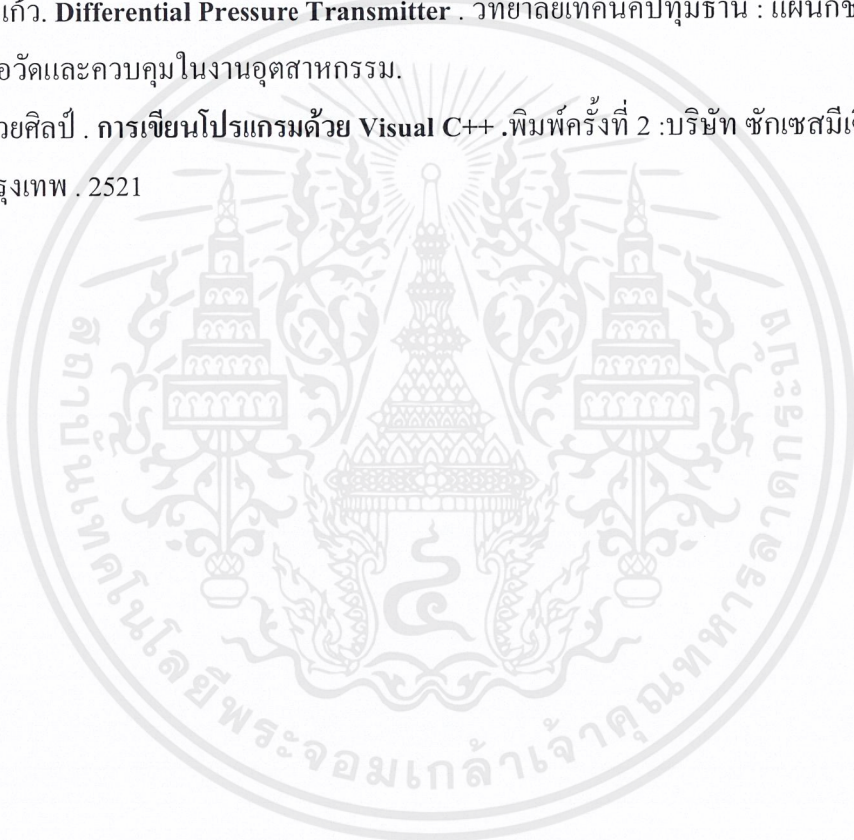 แก้ว. Differential Pressure Transmitter . วิทยาลัยเทคนิคปทุมธานี : แผนกช
อวัดและควบคุมในงานอุตสาหกรรม.
วยศิลป์ . การเขียนโปรแกรมด้วย Visual C++ .พิมพ์ครั้งที่ 2 :บริษัท ซักเซสมีเ
รุงเทพ . 2521
สถาบันเทคโนโลยีพระจอมเกล้าเจ้าคุณทหารลาดกระบัง